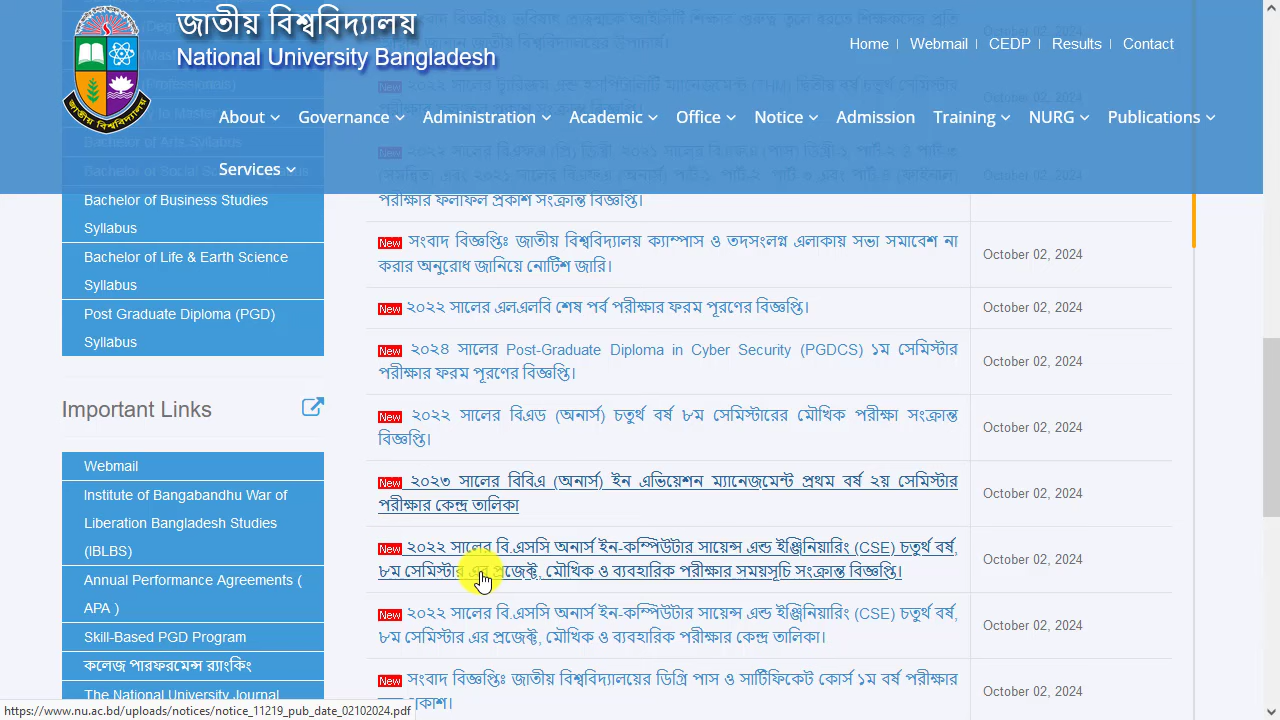 জাতীয় বিশ্ববিদ্যালয়
National University Bangladesh
Home
Webmail
CEDP
Results
Contact
About
Governance
Administration
Academic
Office
Notice
Admission
Training
NURG
Publications
Services
Bachelor of Arts Syllabus
Bachelor of Business Studies
Syllabus
Bachelor of Life & Earth Science
Syllabus
Post Graduate Diploma (PGD)
Syllabus
Important Links
Webmail
Institute of Bangabandhu War of
Liberation Bangladesh Studies
(IBLBS)
Annual Performance Agreements (
APA )
Skill-Based PGD Program
কলেজ পারফরমেন্স র‍্যাংকিং
The National University Journal
পরীক্ষার ফলাফল প্রকাশ সংক্রান্ত বিজ্ঞপ্তি।
New সংবাদ বিজ্ঞপ্তিঃ জাতীয় বিশ্ববিদ্যালয় ক্যাম্পাস ও তদসংলগ্ন এলাকায় সভা সমাবেশ না
করার অনুরোধ জানিয়ে নোটিশ জারি।
October 02, 2024
New ২০২২ সালের এলএলবি শেষ পর্ব পরীক্ষার ফরম পূরণের বিজ্ঞপ্তি।
October 02, 2024
New ২০২৪ সালের Post-Graduate Diploma in Cyber Security (PGDCS) ১ম সেমিস্টার
পরীক্ষার ফরম পূরণের বিজ্ঞপ্তি।
October 02, 2024
New ২০২২ সালের বিএড (অনার্স) চতুর্থ বর্ষ ৮ম সেমিস্টারের মৌখিক পরীক্ষা সংক্রান্ত
বিজ্ঞপ্তি।
October 02, 2024
New ২০২৩ সালের বিবিএ (অনার্স) ইন এভিয়েশন ম্যানেজমেন্ট প্রথম বর্ষ ২য় সেমিস্টার
পরীক্ষার কেন্দ্র তালিকা
October 02, 2024
New ২০২২ সালের বি.এসসি অনার্স ইন-কম্পিউটার সায়েন্স এন্ড ইঞ্জিনিয়ারিং (CSE) চতুর্থ বর্ষ,
৮ম সেমিস্টার এর প্রজেক্ট, মৌখিক ও ব্যবহারিক পরীক্ষার সময়সূচি সংক্রান্ত বিজ্ঞপ্তি।
October 02, 2024
New ২০২২ সালের বি.এসসি অনার্স ইন-কম্পিউটার সায়েন্স এন্ড ইঞ্জিনিয়ারিং (CSE) চতুর্থ বর্ষ,
৮ম সেমিস্টার এর প্রজেক্ট, মৌখিক ও ব্যবহারিক পরীক্ষার কেন্দ্র তালিকা।
October 02, 2024
New সংবাদ বিজ্ঞপ্তিঃ জাতীয় বিশ্ববিদ্যালয়ের ডিগ্রি পাস ও সার্টিফিকেট কোর্স ১ম বর্ষ পরীক্ষার
October 02, 2024
https://www.nu.ac.bd/uploads/notices/notice_11219_pub_date_02102024.pdf